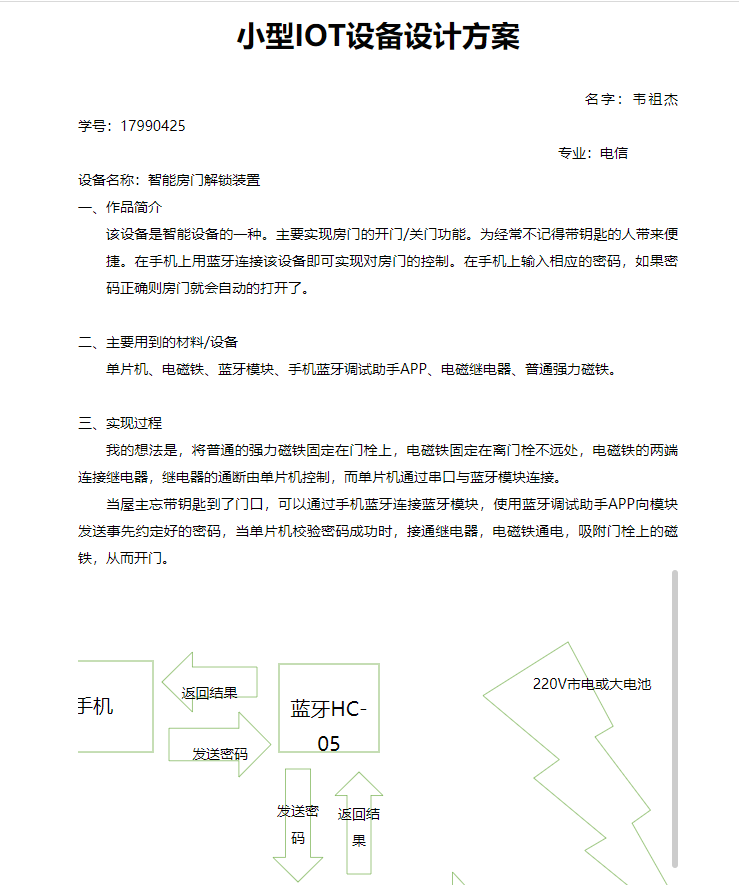 小型IOT设备设计方案
名字：韦祖杰
学号：17990425
专业：电信
设备名称：智能房门解锁装置
一、作品简介
该设备是智能设备的一种。主要实现房门的开门/关门功能。为经常不记得带钥匙的人带来便
捷。在手机上用蓝牙连接该设备即可实现对房门的控制。在手机上输入相应的密码，如果密
码正确则房门就会自动的打开了。
二、主要用到的材料/设备
单片机、电磁铁、蓝牙模块、手机蓝牙调试助手APP、电磁继电器、普通强力磁铁。
三、实现过程
我的想法是，将普通的强力磁铁固定在门栓上，电磁铁固定在离门栓不远处，电磁铁的两端
连接继电器，继电器的通断由单片机控制，而单片机通过串口与蓝牙模块连接。
当屋主忘带钥匙到了门口，可以通过手机蓝牙连接蓝牙模块，使用蓝牙调试助手APP向模块
发送事先约定好的密码，当单片机校验密码成功时，接通继电器，电磁铁通电，吸附门栓上的磁
铁，从而开门。
220V市电或大电池
返回结果
手机
蓝牙HC-
05
发送密码
发送密
码
返回结
果